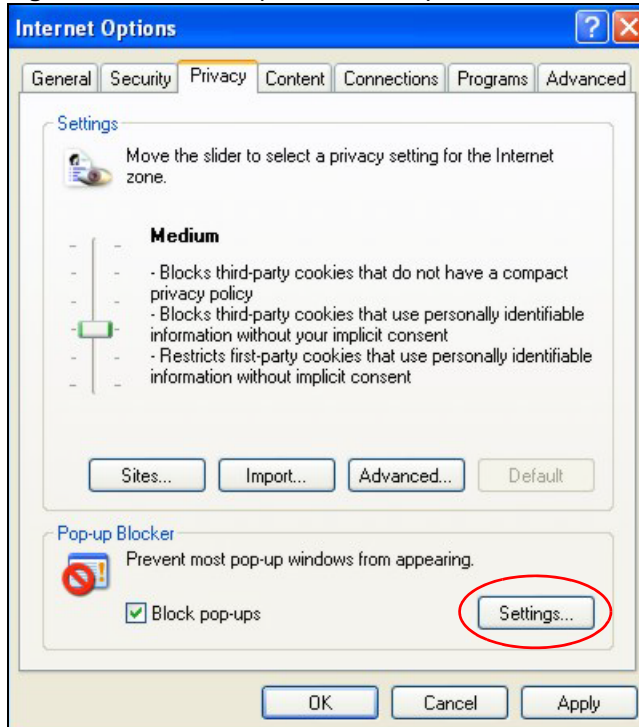 Internet Options
?
General Security Privacy Content Connections Programs Advanced
Settings
Move the slider to select a privacy setting for the Internet
zone.
Medium
- Blocks third-party cookies that do not have a compact
privacy policy
- Blocks third-party cookies that use personally identifiable
information without your implicit consent
- Restricts first-party cookies that use personally identifiable
information without implicit consent
Sites... Import... Advanced... Default
Pop-up Blocker
Prevent most pop-up windows from appearing.
Block pop-ups
Settings...
OK Cancel Apply